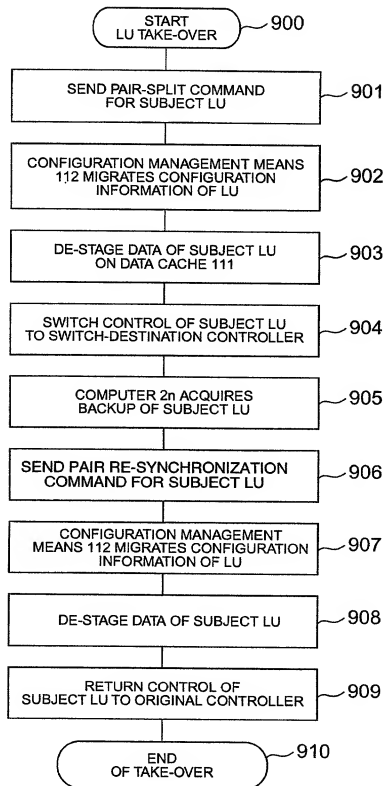 START
LU TAKE-OVER
900
SEND PAIR-SPLIT COMMAND
FOR SUBJECT LU
901
CONFIGURATION MANAGEMENT MEANS
112 MIGRATES CONFIGURATION
INFORMATION OF LU
902
DE-STAGE DATA OF SUBJECT LU
ON DATA CACHE 111
903
SWITCH CONTROL OF SUBJECT LU
TO SWITCH-DESTINATION CONTROLLER
904
COMPUTER 2n ACQUIRES
BACKUP OF SUBJECT LU
905
SEND PAIR RE-SYNCHRONIZATION
COMMAND FOR SUBJECT LU
906
CONFIGURATION MANAGEMENT
MEANS 112 MIGRATES CONFIGURATION
INFORMATION OF LU
907
DE-STAGE DATA OF SUBJECT LU
908
RETURN CONTROL OF
SUBJECT LU TO ORIGINAL CONTROLLER
909
END
OF TAKE-OVER
910